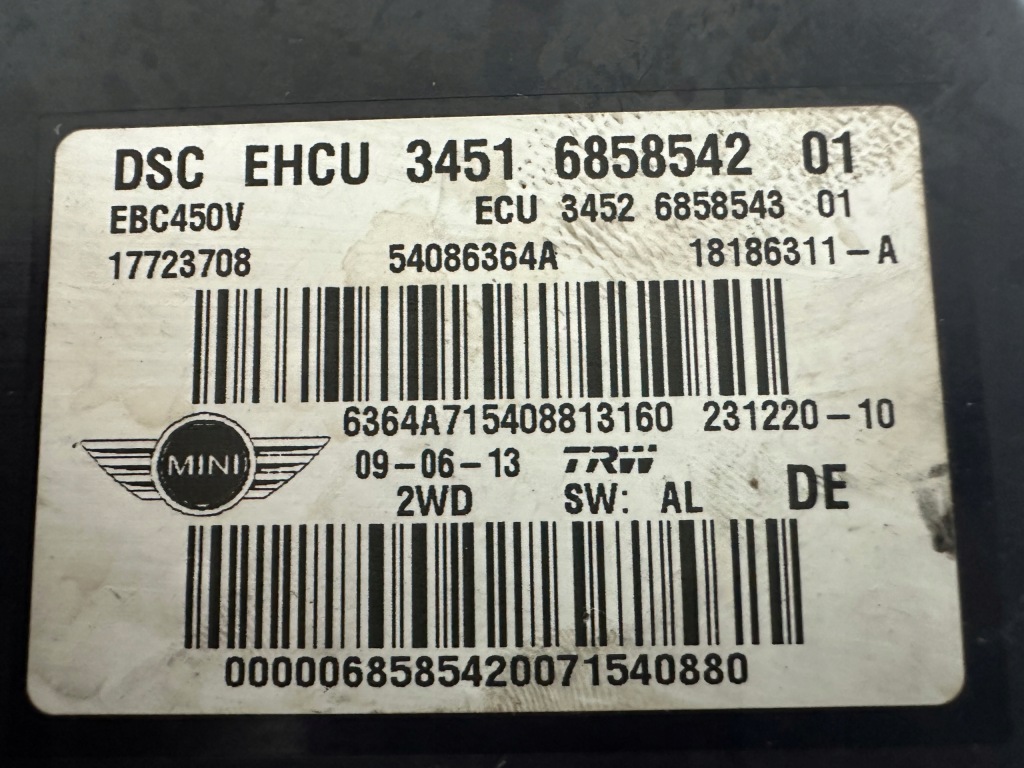 DSC EHCU 3451 6858542 01
EBC450V ECU 3452 6858543 01
17723708 54086364A 18186311-A
6364A715408813160 231220-10
MINI 09-06-13 TRW DE
2WD SW: AL
0000068585420071540880